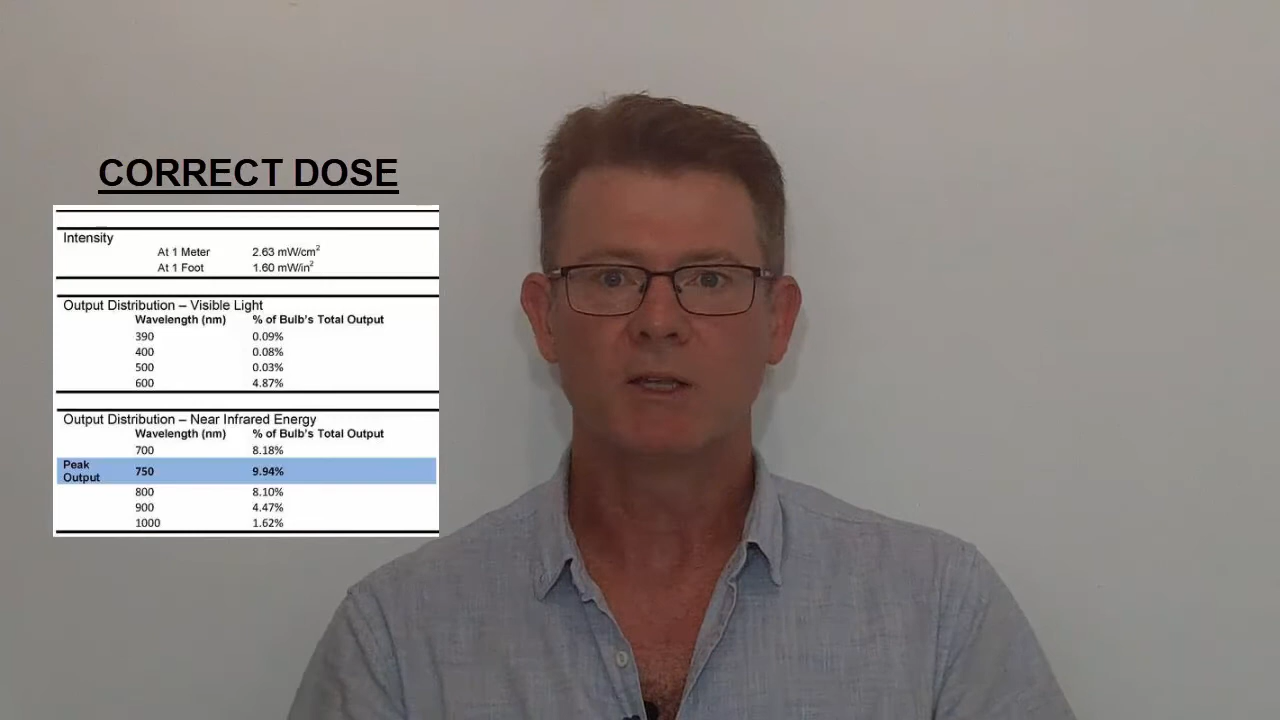 CORRECT DOSE
Intensity
At 1 Meter 2.63 mW/cm²
At 1 Foot 1.60 mW/in²
Output Distribution – Visible Light
Wavelength (nm) % of Bulb's Total Output
390 0.09%
400 0.08%
500 0.03%
600 4.87%
Output Distribution – Near Infrared Energy
Wavelength (nm) % of Bulb's Total Output
700 8.18%
Peak
Output 750 9.94%
800 8.10%
900 4.47%
1000 1.62%